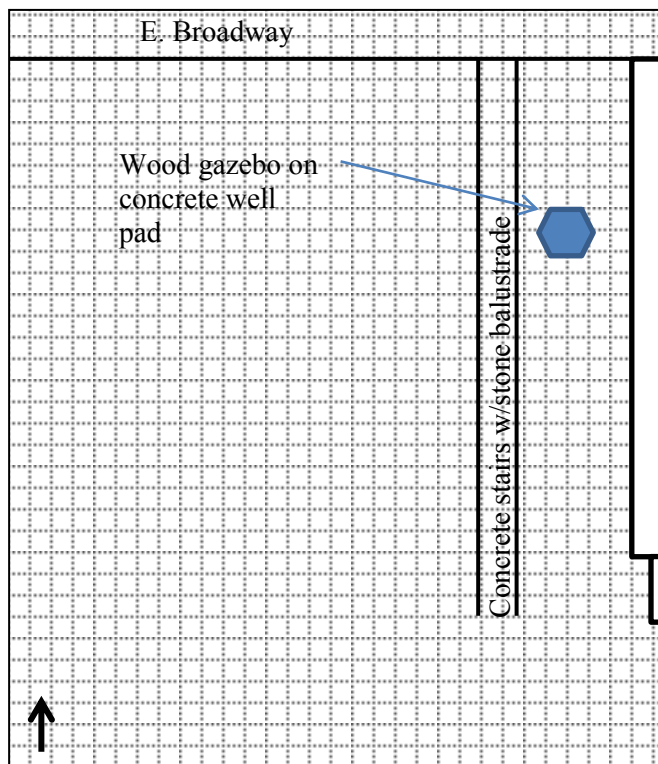 E. Broadway
Wood gazebo on
concrete well
pad
Concrete stairs w/stone balustrade